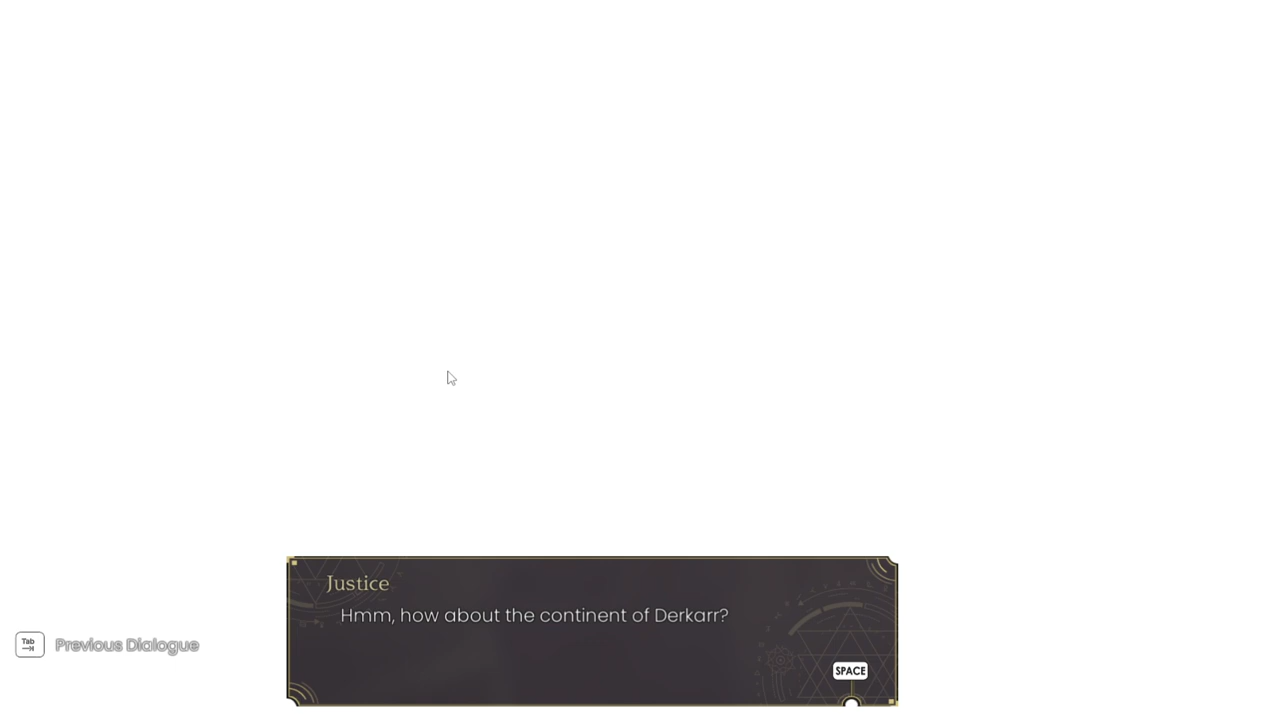 Justice
Hmm, how about the continent of Derkarr?
SPACE
Tab
Previous Dialogue